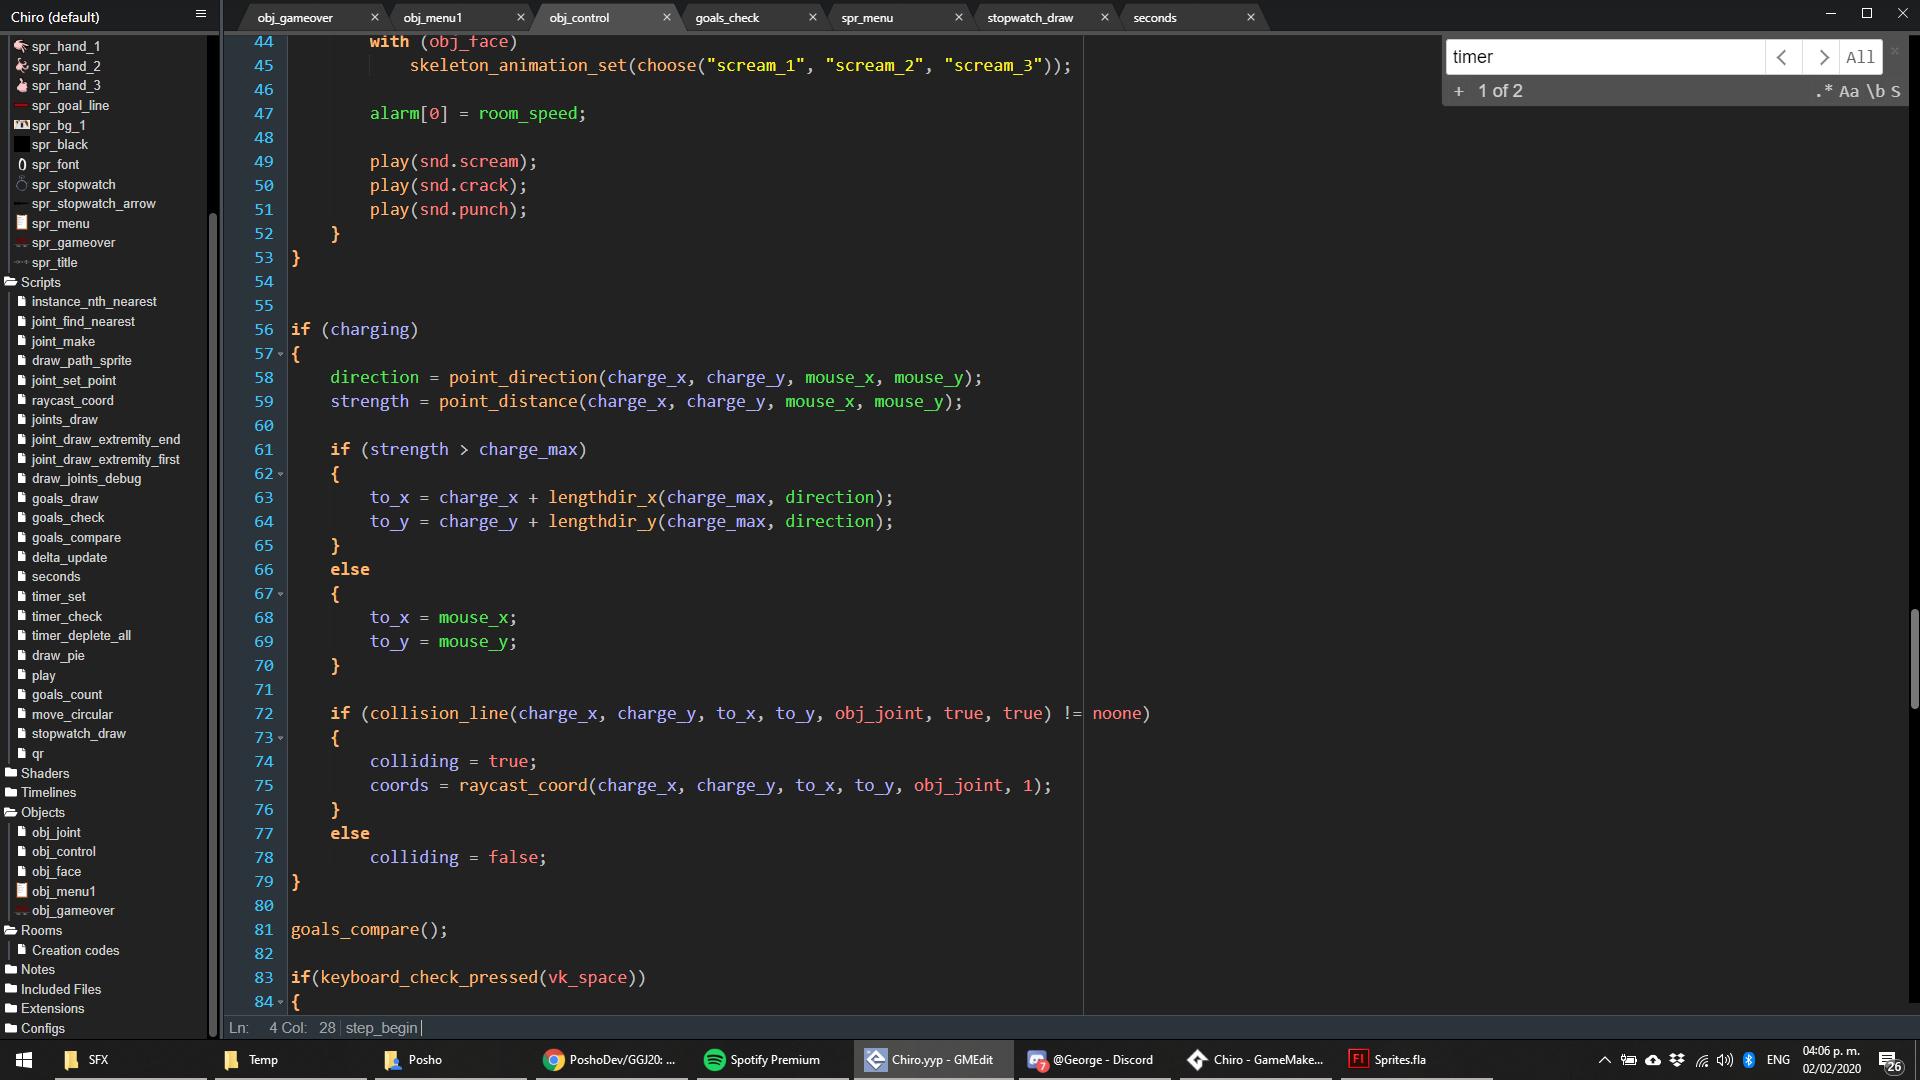 Chiro (default)
obj_gameover
obj_menu1
obj_control
goals_check
spr_menu
stopwatch_draw
seconds
spr_hand_1
spr_hand_2
spr_hand_3
spr_goal_line
spr_bg_1
spr_black
spr_font
spr_stopwatch
spr_stopwatch_arrow
spr_menu
spr_gameover
spr_title
Scripts
instance_nth_nearest
joint_find_nearest
joint_make
draw_path_sprite
joint_set_point
raycast_coord
joints_draw
joint_draw_extremity_end
joint_draw_extremity_first
draw_joints_debug
goals_draw
goals_check
goals_compare
delta_update
seconds
timer_set
timer_check
timer_deplete_all
draw_pie
play
goals_count
move_circular
stopwatch_draw
qr
Shaders
Timelines
Objects
obj_joint
obj_control
obj_face
obj_menu1
obj_gameover
Rooms
Creation codes
Notes
Included Files
Extensions
Configs
44 with (obj_face)
45 skeleton_animation_set(choose("scream_1", "scream_2", "scream_3"));
46
47 alarm[0] = room_speed;
48
49 play(snd.scream);
50 play(snd.crack);
51 play(snd.punch);
52 }
53 }
54
55
56 if (charging)
57 {
58 direction = point_direction(charge_x, charge_y, mouse_x, mouse_y);
59 strength = point_distance(charge_x, charge_y, mouse_x, mouse_y);
60
61 if (strength > charge_max)
62 {
63 to_x = charge_x + lengthdir_x(charge_max, direction);
64 to_y = charge_y + lengthdir_y(charge_max, direction);
65 }
66 else
67 {
68 to_x = mouse_x;
69 to_y = mouse_y;
70 }
71
72 if (collision_line(charge_x, charge_y, to_x, to_y, obj_joint, true, true) != noone)
73 {
74 colliding = true;
75 coords = raycast_coord(charge_x, charge_y, to_x, to_y, obj_joint, 1);
76 }
77 else
78 colliding = false;
79 }
80
81 goals_compare();
82
83 if(keyboard_check_pressed(vk_space))
84 {
timer
All
+ 1 of 2
.* Aa \b S
Ln: 4 Col: 28 step_begin
SFX
Temp
Posho
PoshoDev/GGJ20: ...
Spotify Premium
Chiro.yyp - GMEdit
7
@George - Discord
Chiro - GameMake...
Fl
Sprites.fla
ENG
04:06 p. m.
02/02/2020
26